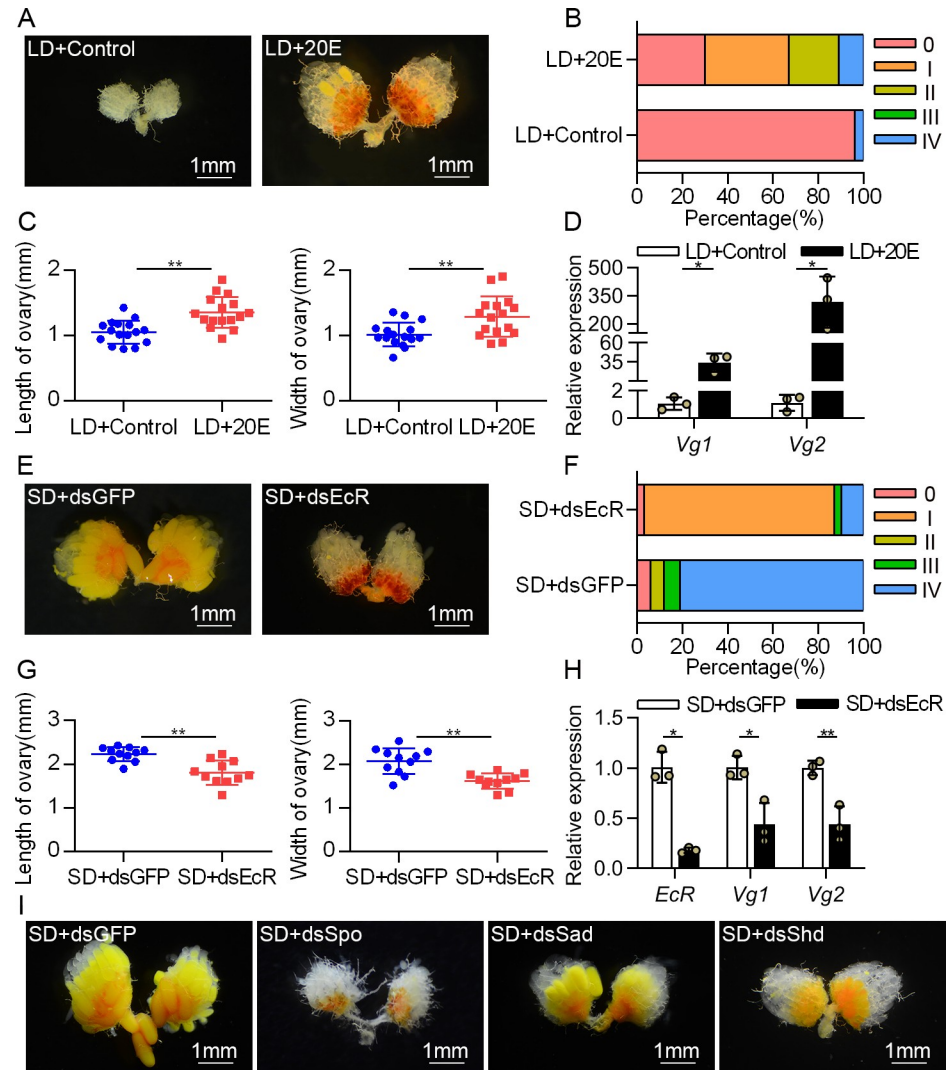 A
LD+Control
1mm
LD+20E
1mm
B
LD+20E
LD+Control
0 20 40 60 80 100
Percentage(%)
0
I
II
III
IV
C
Length of ovary(mm)
2
1
0
**
LD+Control LD+20E
Width of ovary(mm)
2
1
0
**
LD+Control LD+20E
D
LD+Control LD+20E
Relative expression
500
350
200
60
35
2
0
* *
Vg1 Vg2
E
SD+dsGFP
1mm
SD+dsEcR
1mm
F
SD+dsEcR
SD+dsGFP
0 20 40 60 80 100
Percentage(%)
0
I
II
III
IV
G
Length of ovary(mm)
3
2
1
0
**
SD+dsGFP SD+dsEcR
Width of ovary(mm)
3
2
1
0
**
SD+dsGFP SD+dsEcR
H
SD+dsGFP SD+dsEcR
Relative expression
1.5
1.0
0.5
0.0
* * **
EcR Vg1 Vg2
I
SD+dsGFP
1mm
SD+dsSpo
1mm
SD+dsSad
1mm
SD+dsShd
1mm